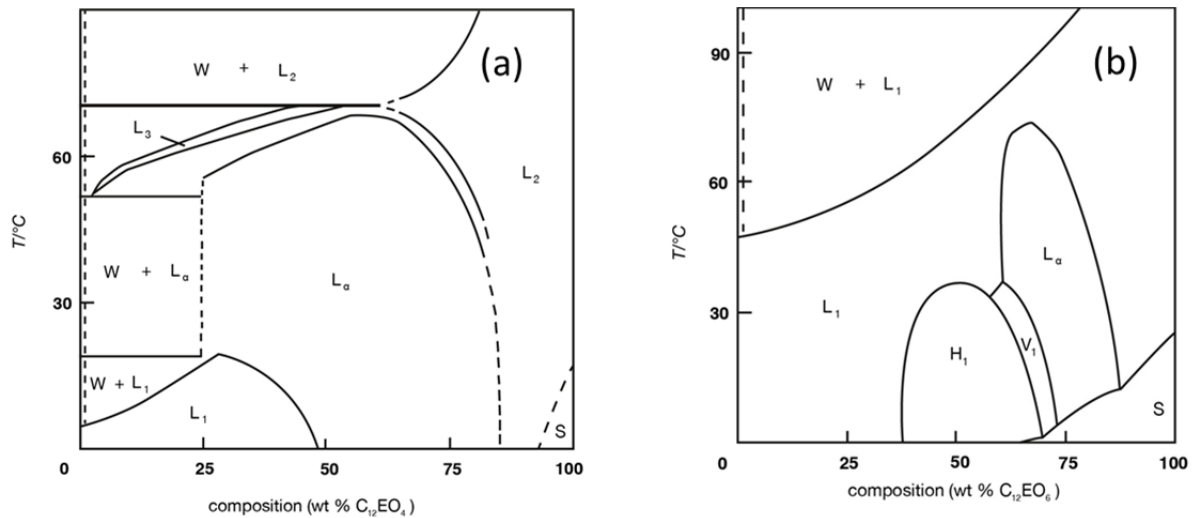 (a)
W + L₂
L₃
60
L₂
T/°C
W + Lα
Lα
30
W + L₁
L₁
S
0 25 50 75 100
composition (wt % C₁₂EO₄)
(b)
90
W + L₁
60
T/°C
Lα
30
L₁
V₁
H₁
S
0 25 50 75 100
composition (wt % C₁₂EO₆)